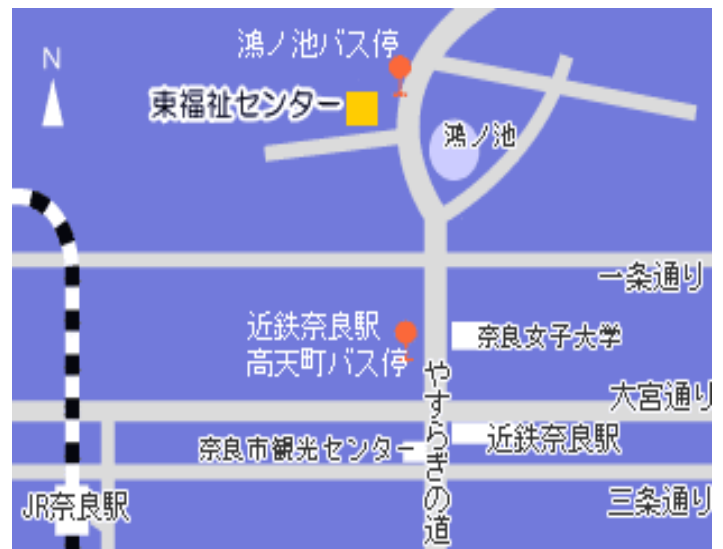 鴻ノ池バス停
N
東福祉センター
鴻ノ池
一条通り
近鉄奈良駅
高天町バス停
奈良女子大学
やすらぎの道
大宮通り
近鉄奈良駅
奈良市観光センター
JR奈良駅
三条通り